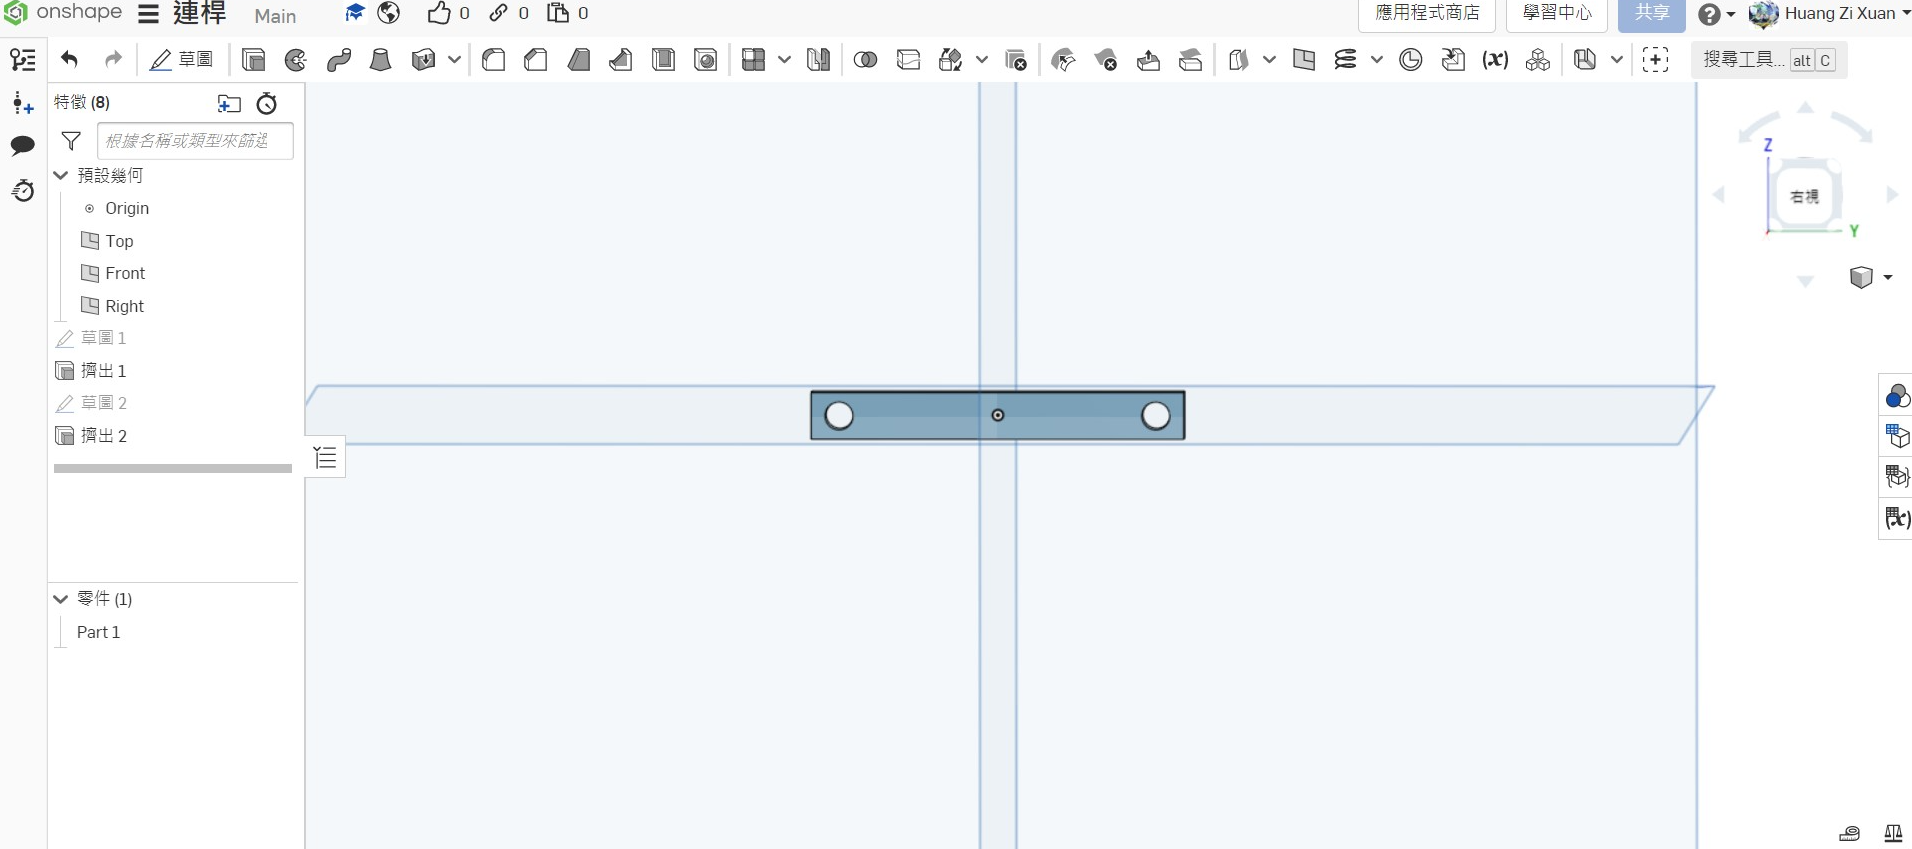 onshape 連桿 Main 0 0 0 應用程式商店 學習中心 共享 Huang Zi Xuan
草圖 (x) 搜尋工具... alt C
特徵 (8)
根據名稱或類型來篩選
預設幾何
Origin
Top
Front
Right
草圖 1
擠出 1
草圖 2
擠出 2
零件 (1)
Part 1
Z
右視
Y
(x)